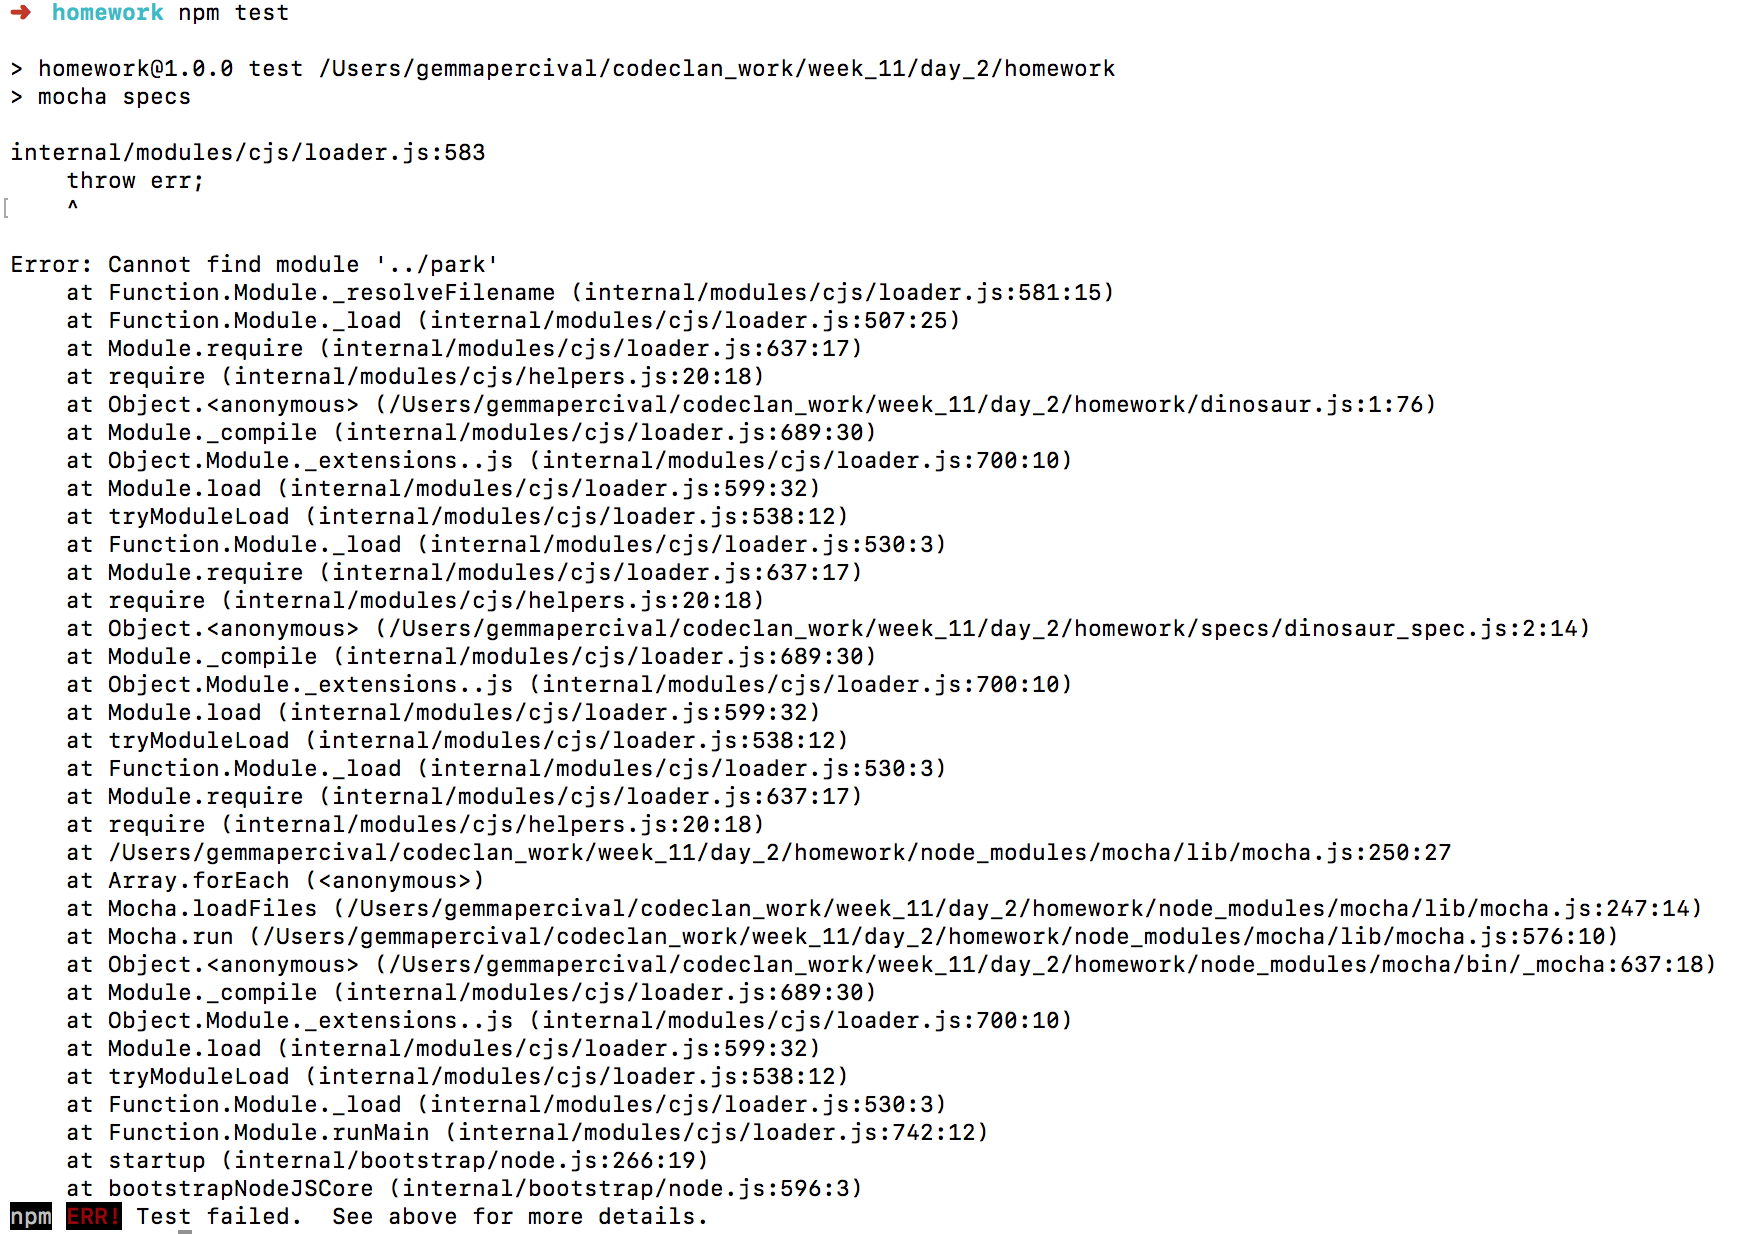 ➜ homework npm test
> homework@1.0.0 test /Users/gemmapercival/codeclan_work/week_11/day_2/homework
> mocha specs
internal/modules/cjs/loader.js:583
    throw err;
[    ^
Error: Cannot find module '../park'
    at Function.Module._resolveFilename (internal/modules/cjs/loader.js:581:15)
    at Function.Module._load (internal/modules/cjs/loader.js:507:25)
    at Module.require (internal/modules/cjs/loader.js:637:17)
    at require (internal/modules/cjs/helpers.js:20:18)
    at Object.<anonymous> (/Users/gemmapercival/codeclan_work/week_11/day_2/homework/dinosaur.js:1:76)
    at Module._compile (internal/modules/cjs/loader.js:689:30)
    at Object.Module._extensions..js (internal/modules/cjs/loader.js:700:10)
    at Module.load (internal/modules/cjs/loader.js:599:32)
    at tryModuleLoad (internal/modules/cjs/loader.js:538:12)
    at Function.Module._load (internal/modules/cjs/loader.js:530:3)
    at Module.require (internal/modules/cjs/loader.js:637:17)
    at require (internal/modules/cjs/helpers.js:20:18)
    at Object.<anonymous> (/Users/gemmapercival/codeclan_work/week_11/day_2/homework/specs/dinosaur_spec.js:2:14)
    at Module._compile (internal/modules/cjs/loader.js:689:30)
    at Object.Module._extensions..js (internal/modules/cjs/loader.js:700:10)
    at Module.load (internal/modules/cjs/loader.js:599:32)
    at tryModuleLoad (internal/modules/cjs/loader.js:538:12)
    at Function.Module._load (internal/modules/cjs/loader.js:530:3)
    at Module.require (internal/modules/cjs/loader.js:637:17)
    at require (internal/modules/cjs/helpers.js:20:18)
    at /Users/gemmapercival/codeclan_work/week_11/day_2/homework/node_modules/mocha/lib/mocha.js:250:27
    at Array.forEach (<anonymous>)
    at Mocha.loadFiles (/Users/gemmapercival/codeclan_work/week_11/day_2/homework/node_modules/mocha/lib/mocha.js:247:14)
    at Mocha.run (/Users/gemmapercival/codeclan_work/week_11/day_2/homework/node_modules/mocha/lib/mocha.js:576:10)
    at Object.<anonymous> (/Users/gemmapercival/codeclan_work/week_11/day_2/homework/node_modules/mocha/bin/_mocha:637:18)
    at Module._compile (internal/modules/cjs/loader.js:689:30)
    at Object.Module._extensions..js (internal/modules/cjs/loader.js:700:10)
    at Module.load (internal/modules/cjs/loader.js:599:32)
    at tryModuleLoad (internal/modules/cjs/loader.js:538:12)
    at Function.Module._load (internal/modules/cjs/loader.js:530:3)
    at Function.Module.runMain (internal/modules/cjs/loader.js:742:12)
    at startup (internal/bootstrap/node.js:266:19)
    at bootstrapNodeJSCore (internal/bootstrap/node.js:596:3)
npm ERR! Test failed.  See above for more details.